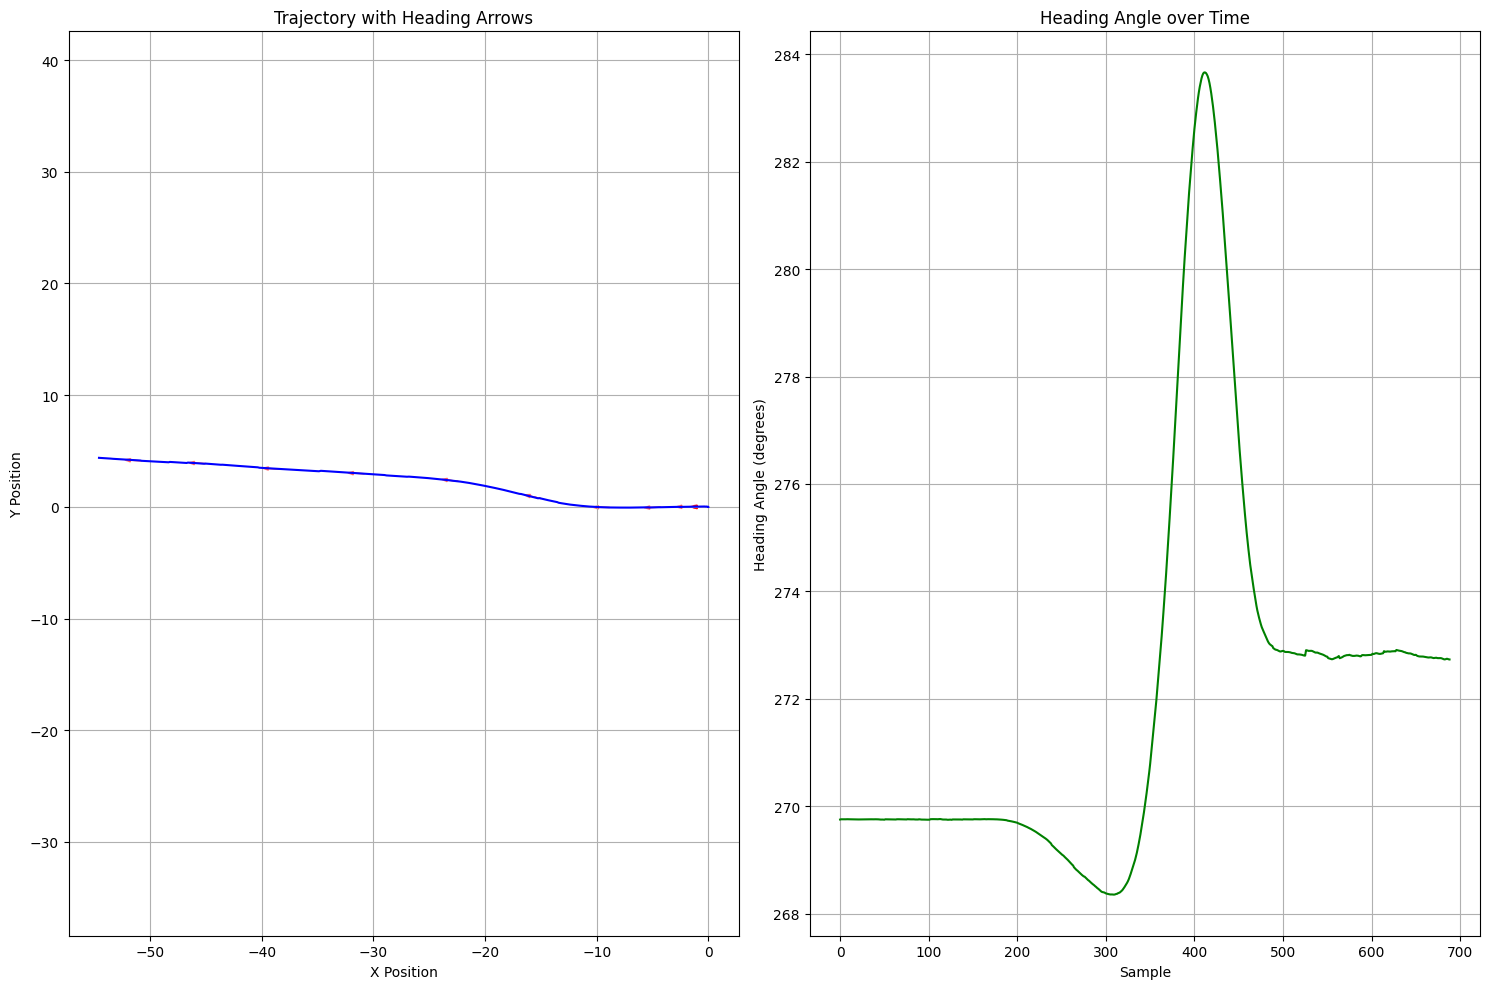 Trajectory with Heading Arrows
40
30
20
10
0
−10
−20
−30
Y Position
−50 −40 −30 −20 −10 0
X Position
Heading Angle over Time
284
282
280
278
276
274
272
270
268
Heading Angle (degrees)
0 100 200 300 400 500 600 700
Sample